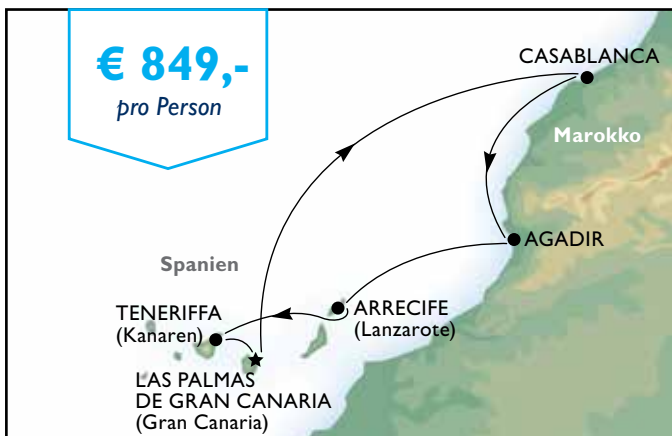 € 849,-
pro Person
CASABLANCA
Marokko
AGADIR
Spanien
TENERIFFA
(Kanaren)
ARRECIFE
(Lanzarote)
LAS PALMAS
DE GRAN CANARIA
(Gran Canaria)